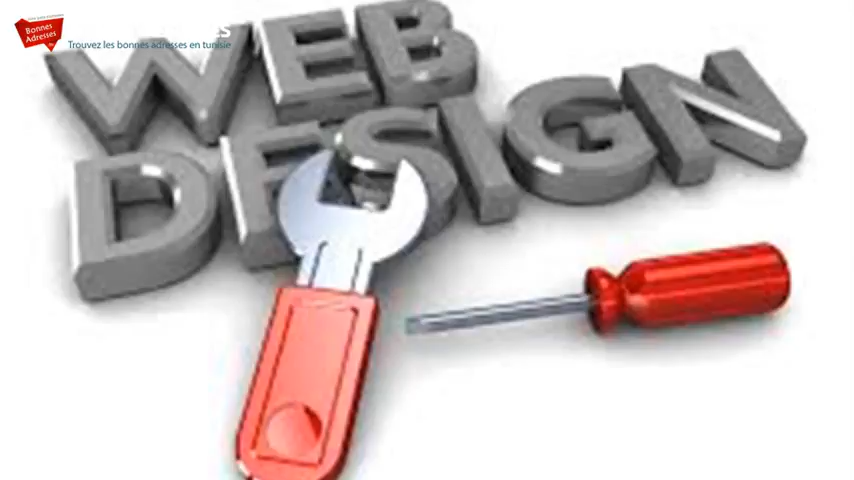 Bonnes
Adresses
Trouvez les bonnes adresses en tunisie
WEB
DESIGN